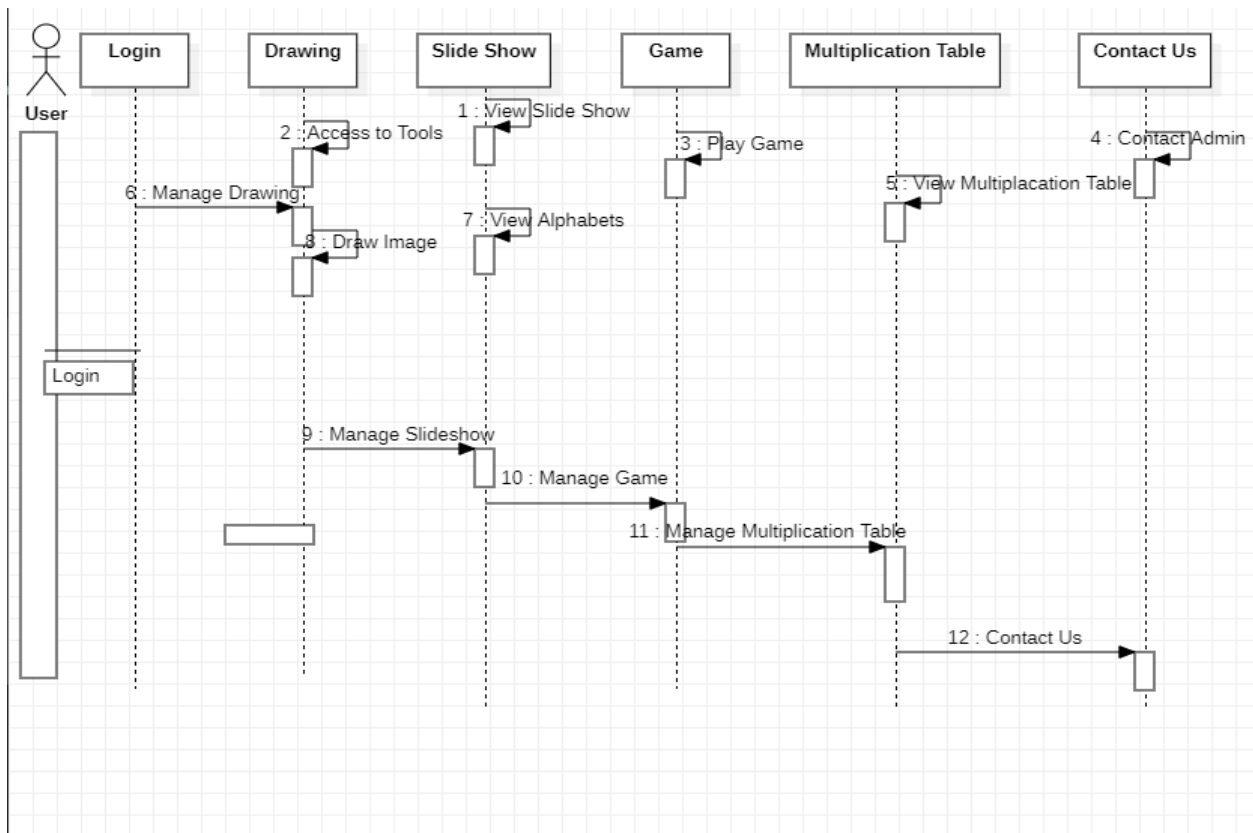 Login
Drawing
Slide Show
Game
Multiplication Table
Contact Us
User
1 : View Slide Show
2 : Access to Tools
3 : Play Game
4 : Contact Admin
5 : View Multiplacation Table
6 : Manage Drawing
7 : View Alphabets
8 : Draw Image
Login
9 : Manage Slideshow
10 : Manage Game
11 : Manage Multiplication Table
12 : Contact Us